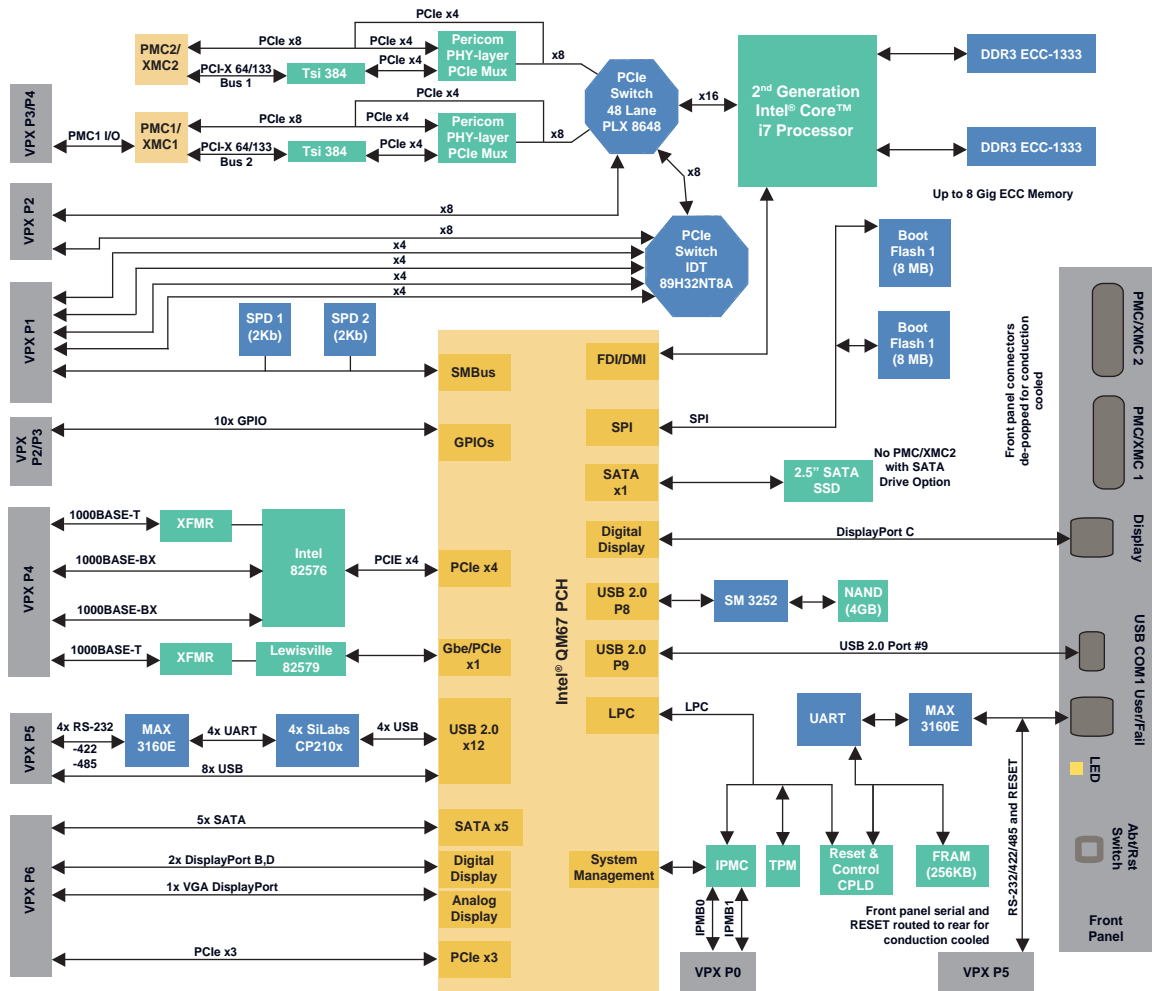 PCIe x4
PMC2/
XMC2
PCIe x8
PCIe x4
Pericom
PHY-layer
PCIe Mux
x8
PCI-X 64/133
Bus 1
Tsi 384
PCIe x4
PCIe
Switch
48 Lane
PLX 8648
x16
2nd Generation
Intel® Core™
i7 Processor
DDR3 ECC-1333
DDR3 ECC-1333
Up to 8 Gig ECC Memory
VPX P3/P4
PMC1 I/O
PMC1/
XMC1
PCIe x4
PCIe x8
PCIe x4
Pericom
PHY-layer
PCIe Mux
x8
PCI-X 64/133
Bus 2
Tsi 384
PCIe x4
x8
VPX P2
x8
x8
PCIe
Switch
IDT
89H32NT8A
x4
x4
x4
x4
VPX P1
SPD 1
(2Kb)
SPD 2
(2Kb)
SMBus
FDI/DMI
Boot
Flash 1
(8 MB)
Boot
Flash 1
(8 MB)
VPX
P2/P3
10x GPIO
GPIOs
SPI
SPI
SATA
x1
2.5” SATA
SSD
No PMC/XMC2
with SATA
Drive Option
Front panel connectors
de-popped for conduction
cooled
PMC/XMC 2
PMC/XMC 1
VPX P4
1000BASE-T
XFMR
Intel
82576
1000BASE-BX
PCIE x4
PCIe x4
1000BASE-BX
1000BASE-T
XFMR
Lewisville
82579
Gbe/PCIe
x1
Intel® QM67 PCH
Digital
Display
DisplayPort C
Display
USB 2.0
P8
SM 3252
NAND
(4GB)
USB 2.0
P9
USB 2.0 Port #9
USB COM1 User/Fail
LED
LPC
LPC
UART
MAX
3160E
VPX P5
4x RS-232
-422
-485
MAX
3160E
4x UART
4x SiLabs
CP210x
4x USB
USB 2.0
x12
8x USB
RS-232/422/485 and RESET
Abt/Rst
Switch
VPX P6
5x SATA
SATA x5
2x DisplayPort B,D
Digital
Display
1x VGA DisplayPort
Analog
Display
PCIe x3
PCIe x3
System
Management
IPMC
TPM
Reset &
Control
CPLD
FRAM
(256KB)
IPMB0
IPMB1
Front panel serial and
RESET routed to rear for
conduction cooled
Front
Panel
VPX P0
VPX P5